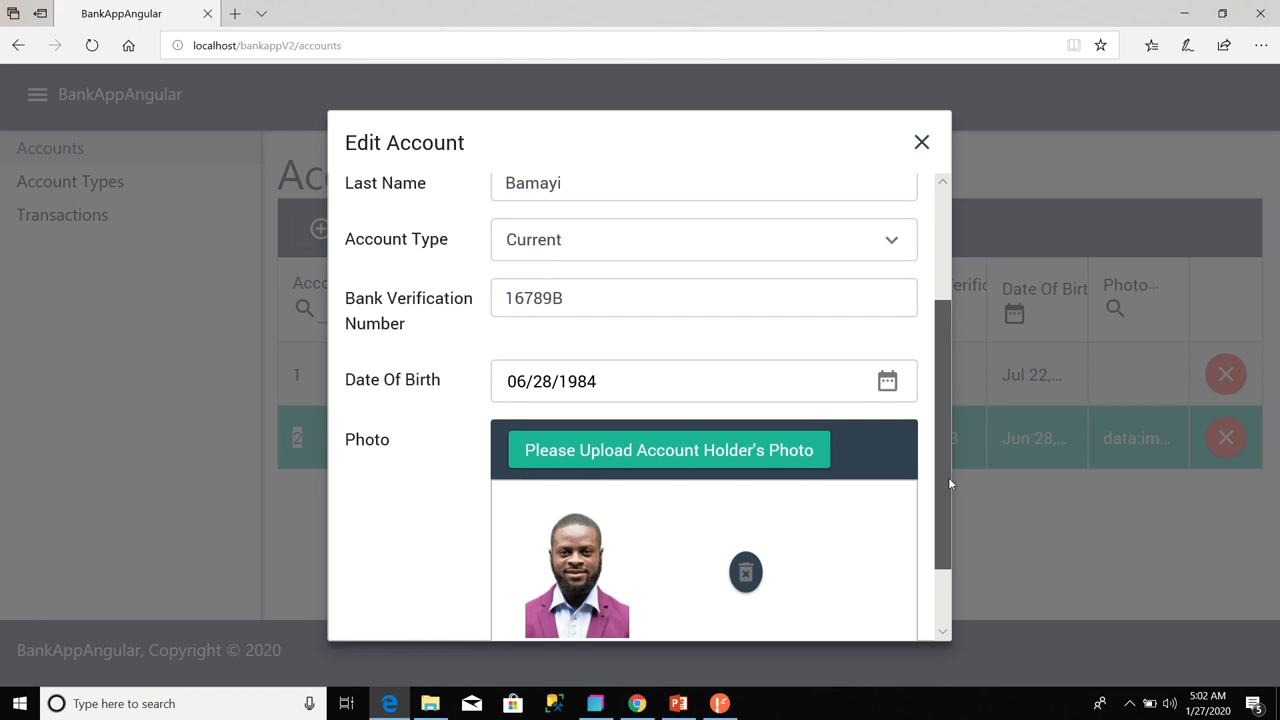 BankAppAngular
localhost/bankappV2/accounts
BankAppAngular
Accounts
Account Types
Transactions
Edit Account
Last Name
Bamayi
Account Type
Current
Bank Verification
Number
16789B
Date Of Birth
06/28/1984
Photo
Please Upload Account Holder's Photo
Date Of Birt
Photo...
1
Jul 22,...
2
Jun 28,...
data:im...
BankAppAngular, Copyright © 2020
Type here to search
5:02 AM
1/27/2020
5